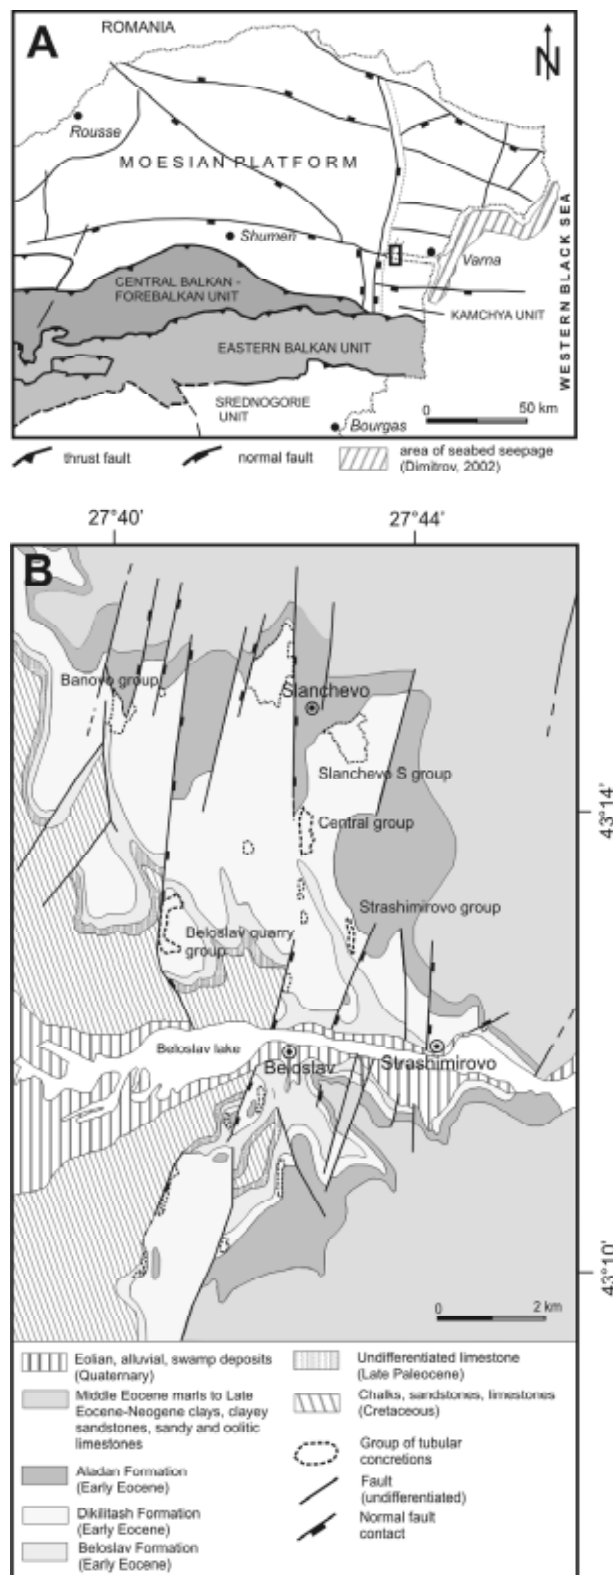 A
ROMANIA
N
Rousse
MOESIAN PLATFORM
Shumen
Varna
CENTRAL BALKAN -
FOREBALKAN UNIT
KAMCHYA UNIT
EASTERN BALKAN UNIT
WESTERN BLACK SEA
SREDNOGORIE
UNIT
Bourgas
0 50 km
thrust fault
normal fault
area of seabed seepage
(Dimitrov, 2002)
27°40' 27°44'
B
Banovo group
Slanchevo
Slanchevo S group
43°14'
Central group
Strashimirovo group
Beloslav quarry
group
Beloslav lake
Beloslav
Strashimirovo
43°10'
0 2 km
Eolian, alluvial, swamp deposits
(Quaternary)
Middle Eocene marls to Late
Eocene-Neogene clays, clayey
sandstones, sandy and oolitic
limestones
Aladan Formation
(Early Eocene)
Dikilitash Formation
(Early Eocene)
Beloslav Formation
(Early Eocene)
Undifferentiated limestone
(Late Paleocene)
Chalks, sandstones, limestones
(Cretaceous)
Group of tubular
concretions
Fault
(undifferentiated)
Normal fault
contact